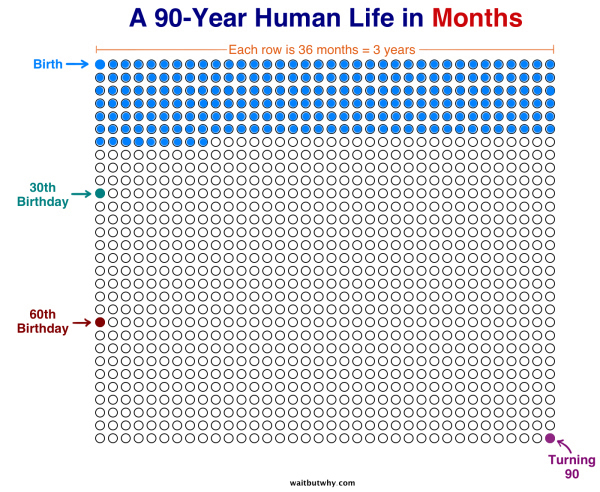 A 90-Year Human Life in Months
Each row is 36 months = 3 years
Birth
30th
Birthday
60th
Birthday
Turning
90
waitbutwhy.com